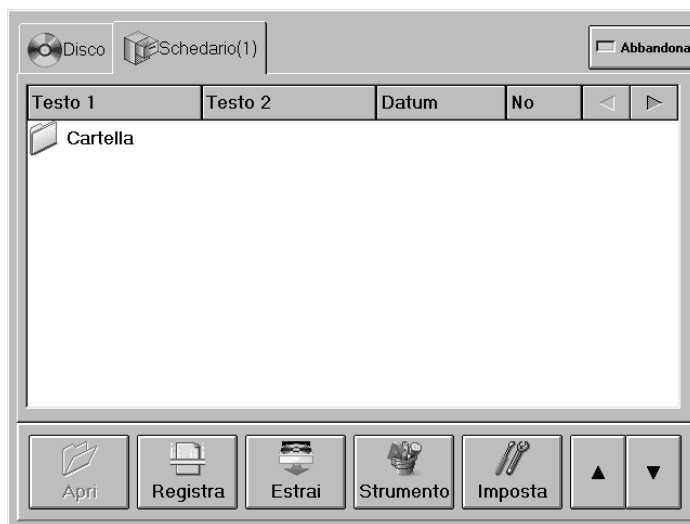 Disco Schedario(1) Abbandona
Testo 1 Testo 2 Datum No
Cartella
Apri Registra Estrai Strumento Imposta